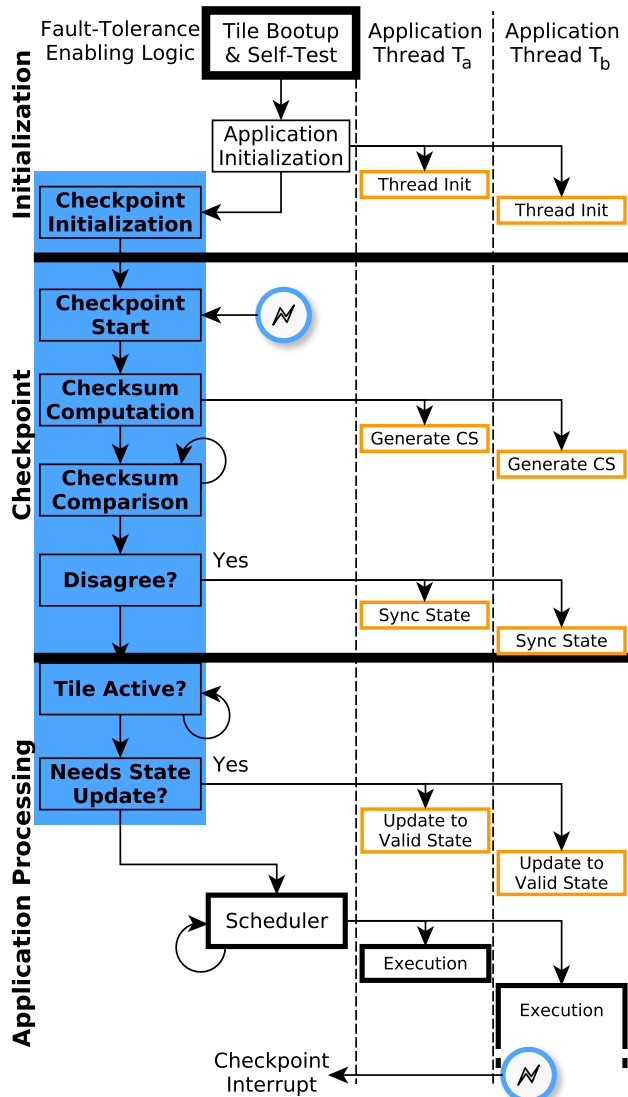 Fault-Tolerance
Enabling Logic
Tile Bootup
& Self-Test
Application
Thread Ta
Application
Thread Tb
Initialization
Application
Initialization
Thread Init
Thread Init
Checkpoint
Initialization
Checkpoint
Checkpoint
Start
Checksum
Computation
Generate CS
Generate CS
Checksum
Comparison
Disagree?
Yes
Sync State
Sync State
Application Processing
Tile Active?
Needs State
Update?
Yes
Update to
Valid State
Update to
Valid State
Scheduler
Execution
Execution
Checkpoint
Interrupt